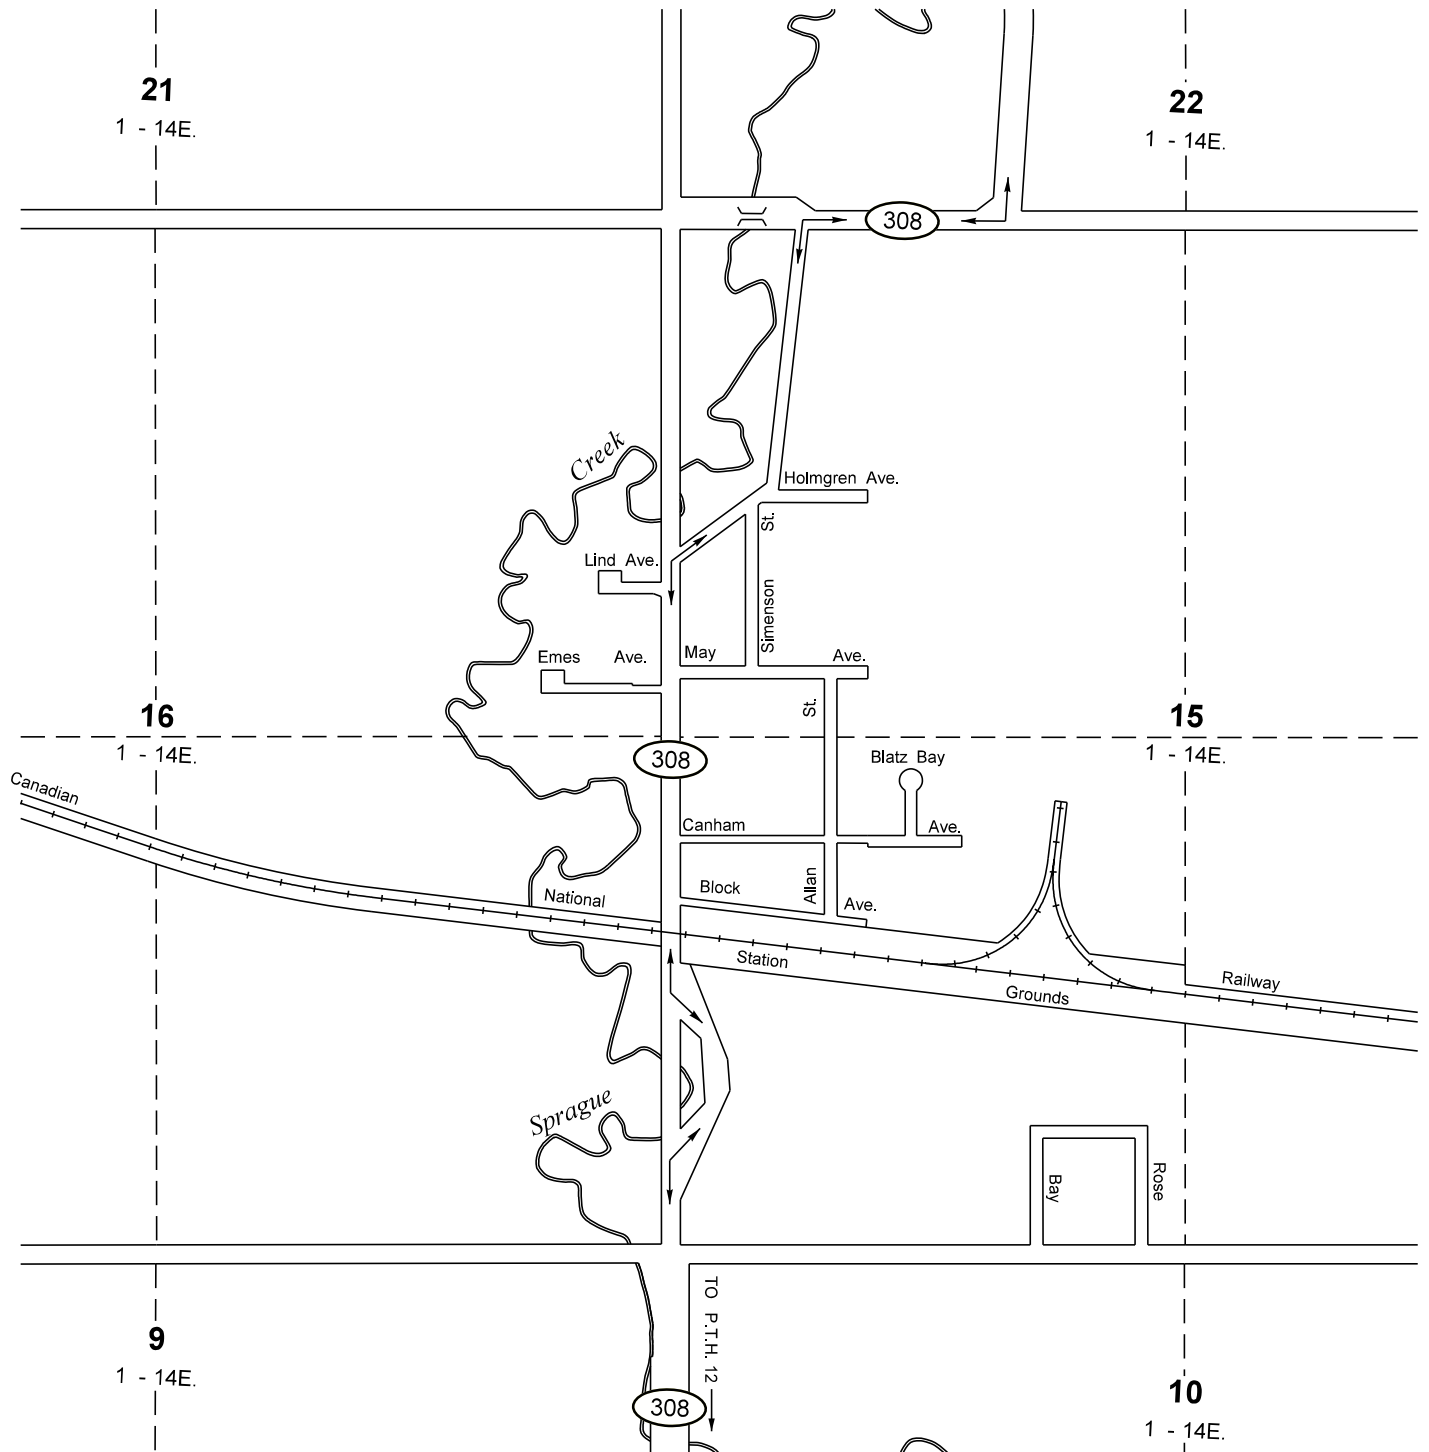 21
1 - 14E.
22
1 - 14E.
308
Creek
Holmgren Ave.
St.
Lind Ave.
Simenson
Emes Ave.
May Ave.
St.
16
1 - 14E.
15
1 - 14E.
308
Blatz Bay
Canadian
Canham Ave.
Block Ave.
Allan
National
Station
Grounds
Railway
Sprague
Bay
Rose
TO P.T.H. 12
9
1 - 14E.
308
10
1 - 14E.